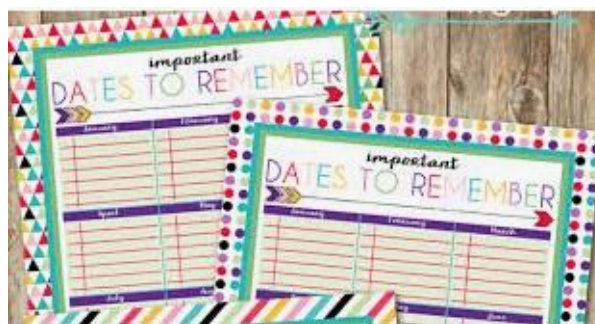 important
DATES TO REMEMBER
January February
April May
July
important
DATES TO REMEMBER
January February March
June